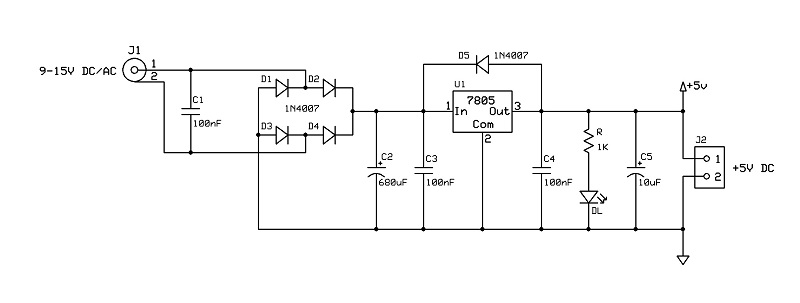 J1
9-15V DC/AC
1
2
C1
100nF
D1
D2
1N4007
D3
D4
D5
1N4007
U1
7805
1 In Out 3
Com
2
C2
680uF
C3
100nF
C4
100nF
R
1K
DL
C5
10uF
+5v
J2
1
2
+5V DC
+
+